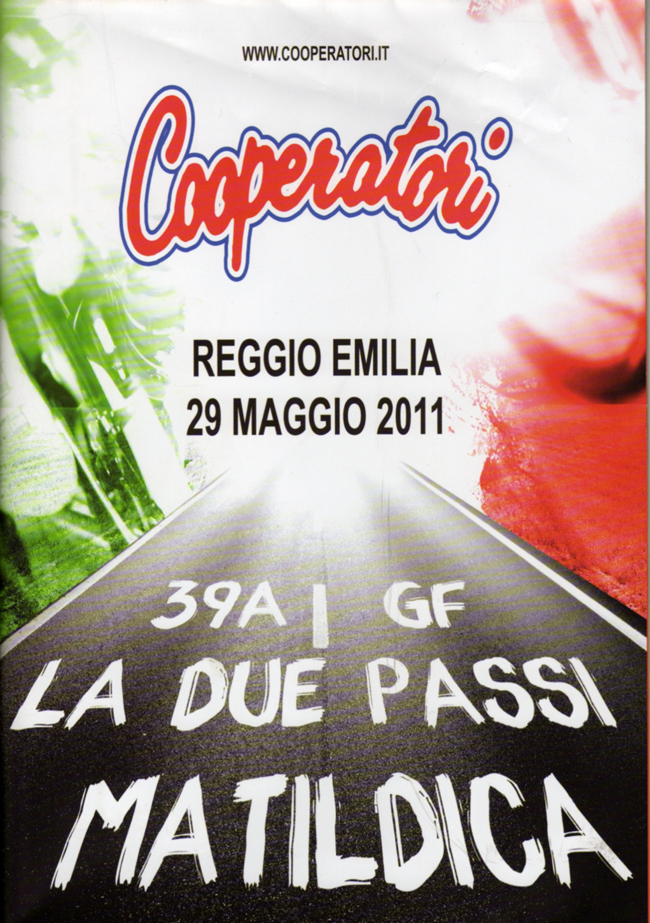 WWW.COOPERATORI.IT
Cooperatori
REGGIO EMILIA
29 MAGGIO 2011
39A | GF
LA DUE PASSI
MATILDICA